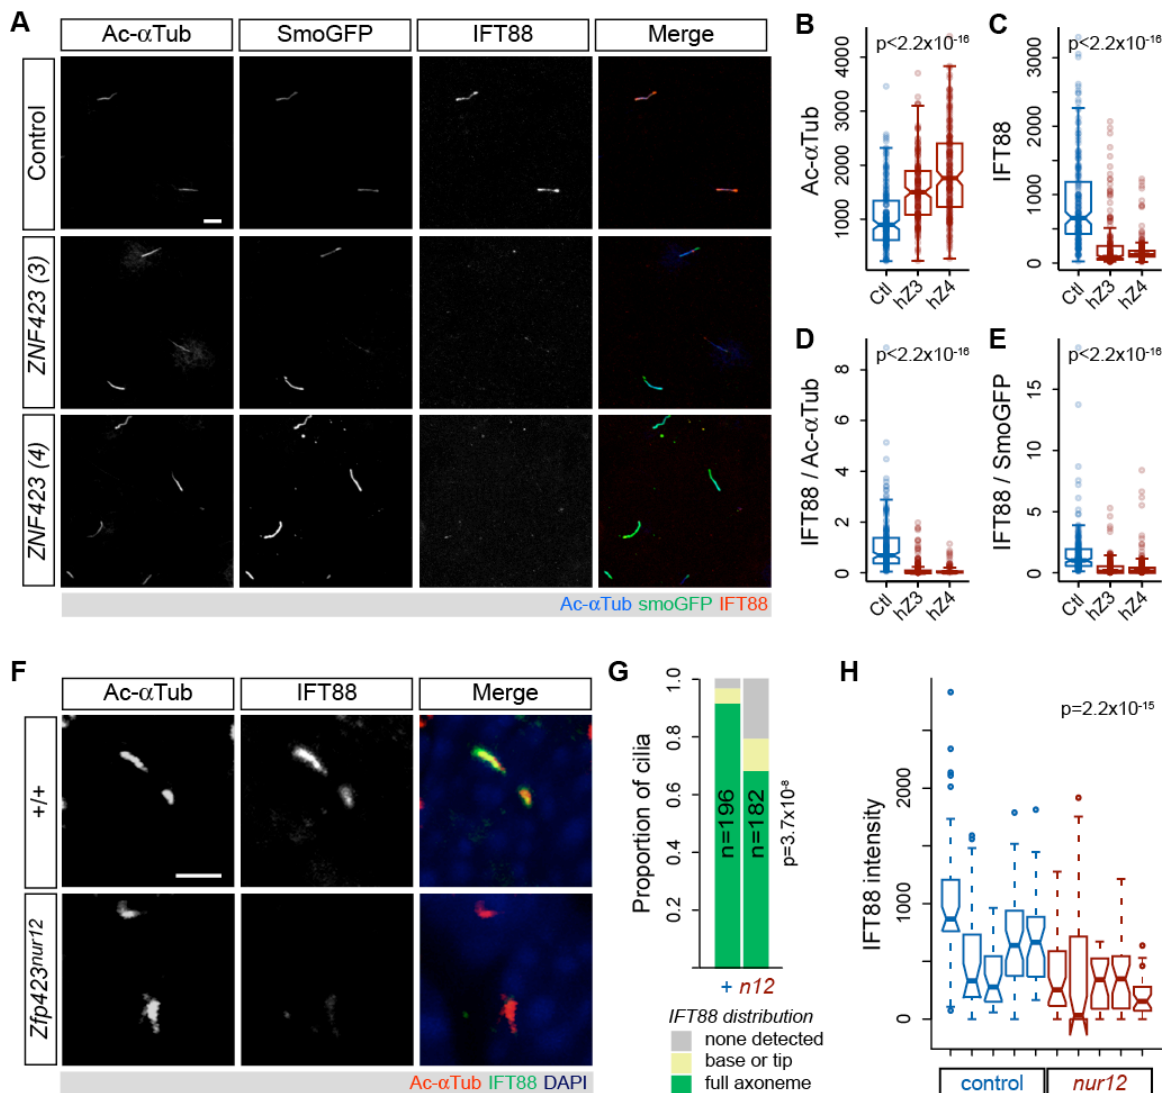 A
Ac-αTub SmoGFP IFT88 Merge
Control
ZNF423 (3)
ZNF423 (4)
Ac-αTub smoGFP IFT88
B
p<2.2x10-16
Ac-αTub
4000
3000
2000
1000
Ctl hZ3 hZ4
C
p<2.2x10-16
IFT88
3000
2000
1000
0
Ctl hZ3 hZ4
D
p<2.2x10-16
IFT88 / Ac-αTub
8
6
4
2
0
Ctl hZ3 hZ4
E
p<2.2x10-16
IFT88 / SmoGFP
15
10
5
0
Ctl hZ3 hZ4
F
Ac-αTub IFT88 Merge
+/+
Zfp423nur12
Ac-αTub IFT88 DAPI
G
Proportion of cilia
1.0
0.8
0.6
0.4
0.2
n=196
n=182
p=3.7x10-8
+ n12
IFT88 distribution
none detected
base or tip
full axoneme
H
p=2.2x10-15
IFT88 intensity
2000
1000
0
control nur12